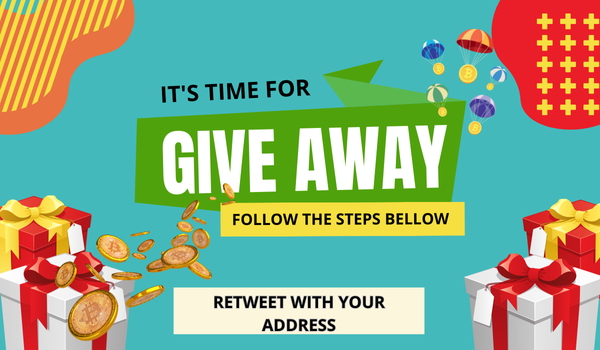 IT'S TIME FOR
GIVE AWAY
FOLLOW THE STEPS BELLOW
RETWEET WITH YOUR
ADDRESS